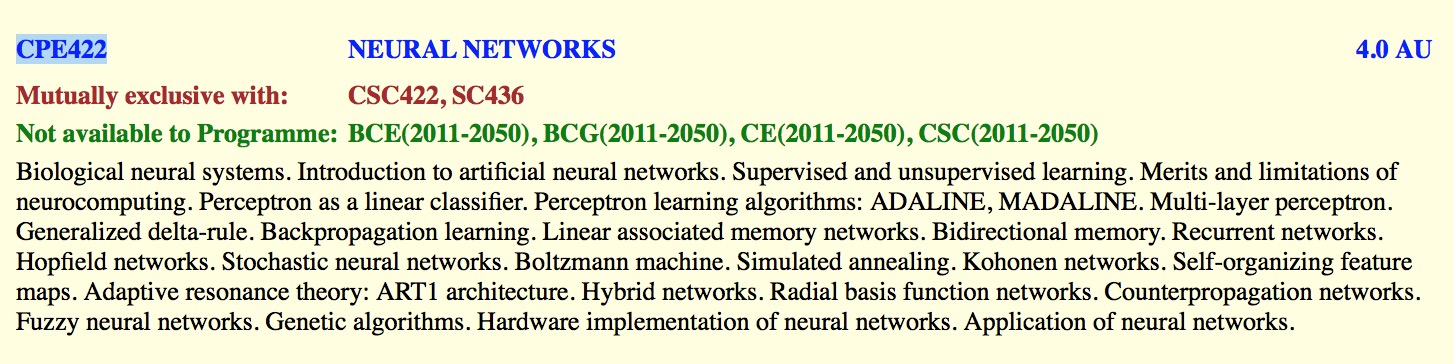 CPE422 NEURAL NETWORKS 4.0 AU
Mutually exclusive with: CSC422, SC436
Not available to Programme: BCE(2011-2050), BCG(2011-2050), CE(2011-2050), CSC(2011-2050)
Biological neural systems. Introduction to artificial neural networks. Supervised and unsupervised learning. Merits and limitations of
neurocomputing. Perceptron as a linear classifier. Perceptron learning algorithms: ADALINE, MADALINE. Multi-layer perceptron.
Generalized delta-rule. Backpropagation learning. Linear associated memory networks. Bidirectional memory. Recurrent networks.
Hopfield networks. Stochastic neural networks. Boltzmann machine. Simulated annealing. Kohonen networks. Self-organizing feature
maps. Adaptive resonance theory: ART1 architecture. Hybrid networks. Radial basis function networks. Counterpropagation networks.
Fuzzy neural networks. Genetic algorithms. Hardware implementation of neural networks. Application of neural networks.